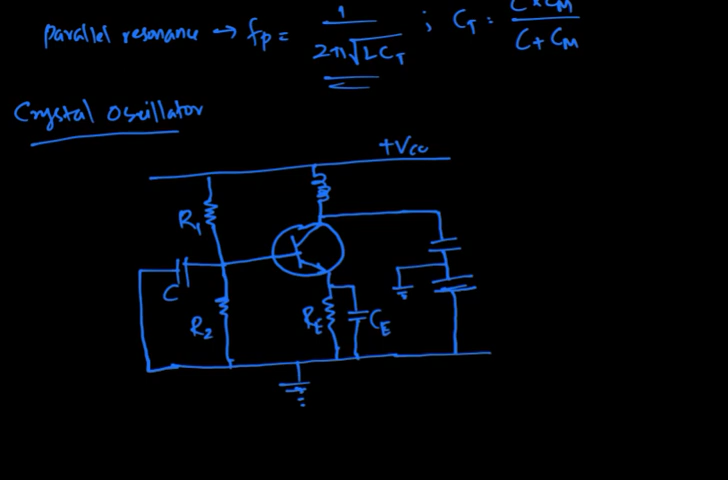 parallel resonance → fp = 1 / 2π√LCT ; CT = C × CM / C + CM
Crystal Oscillator
+Vcc
R1
C
R2
RE
CE